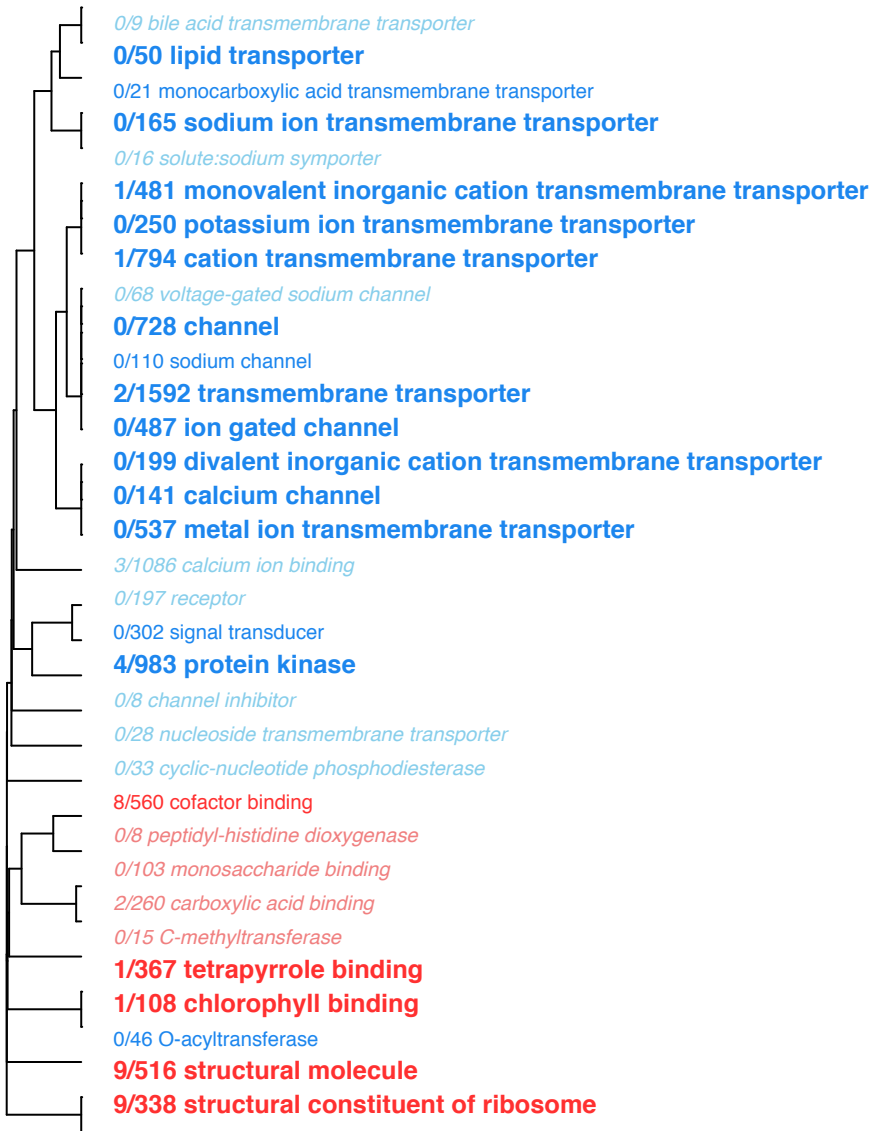 0/9 bile acid transmembrane transporter
0/50 lipid transporter
0/21 monocarboxylic acid transmembrane transporter
0/165 sodium ion transmembrane transporter
0/16 solute:sodium symporter
1/481 monovalent inorganic cation transmembrane transporter
0/250 potassium ion transmembrane transporter
1/794 cation transmembrane transporter
0/68 voltage-gated sodium channel
0/728 channel
0/110 sodium channel
2/1592 transmembrane transporter
0/487 ion gated channel
0/199 divalent inorganic cation transmembrane transporter
0/141 calcium channel
0/537 metal ion transmembrane transporter
3/1086 calcium ion binding
0/197 receptor
0/302 signal transducer
4/983 protein kinase
0/8 channel inhibitor
0/28 nucleoside transmembrane transporter
0/33 cyclic-nucleotide phosphodiesterase
8/560 cofactor binding
0/8 peptidyl-histidine dioxygenase
0/103 monosaccharide binding
2/260 carboxylic acid binding
0/15 C-methyltransferase
1/367 tetrapyrrole binding
1/108 chlorophyll binding
0/46 O-acyltransferase
9/516 structural molecule
9/338 structural constituent of ribosome